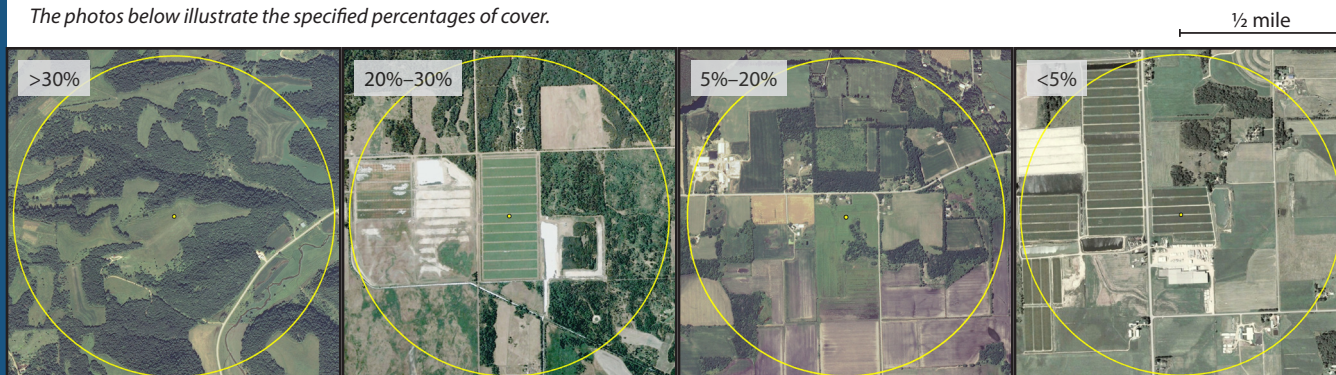 The photos below illustrate the specified percentages of cover.
½ mile
>30%
20%–30%
5%–20%
<5%